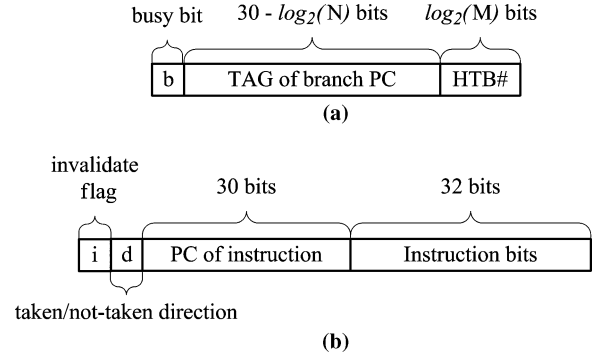 busy bit 30 - log₂(N) bits log₂(M) bits
b TAG of branch PC HTB#
(a)
invalidate
flag 30 bits 32 bits
i d PC of instruction Instruction bits
taken/not-taken direction
(b)